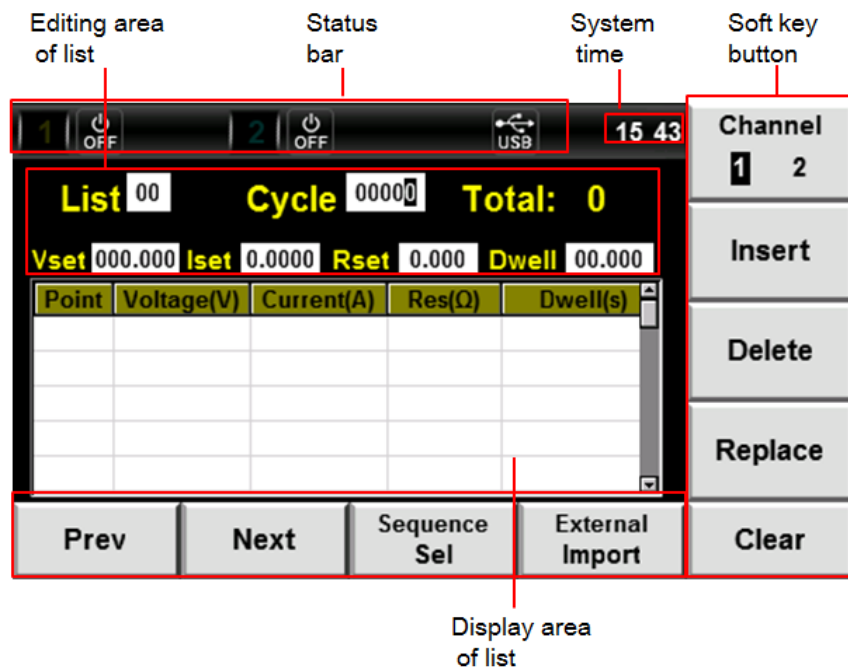 Editing area
of list
Status
bar
System
time
Soft key
button
1 OFF 2 OFF USB 15 43
Channel
1 2
List 00 Cycle 00000 Total: 0
Vset 000.000 Iset 0.0000 Rset 0.000 Dwell 00.000
Insert
Point Voltage(V) Current(A) Res(Ω) Dwell(s)
Delete
Replace
Prev Next Sequence Sel External Import Clear
Display area
of list